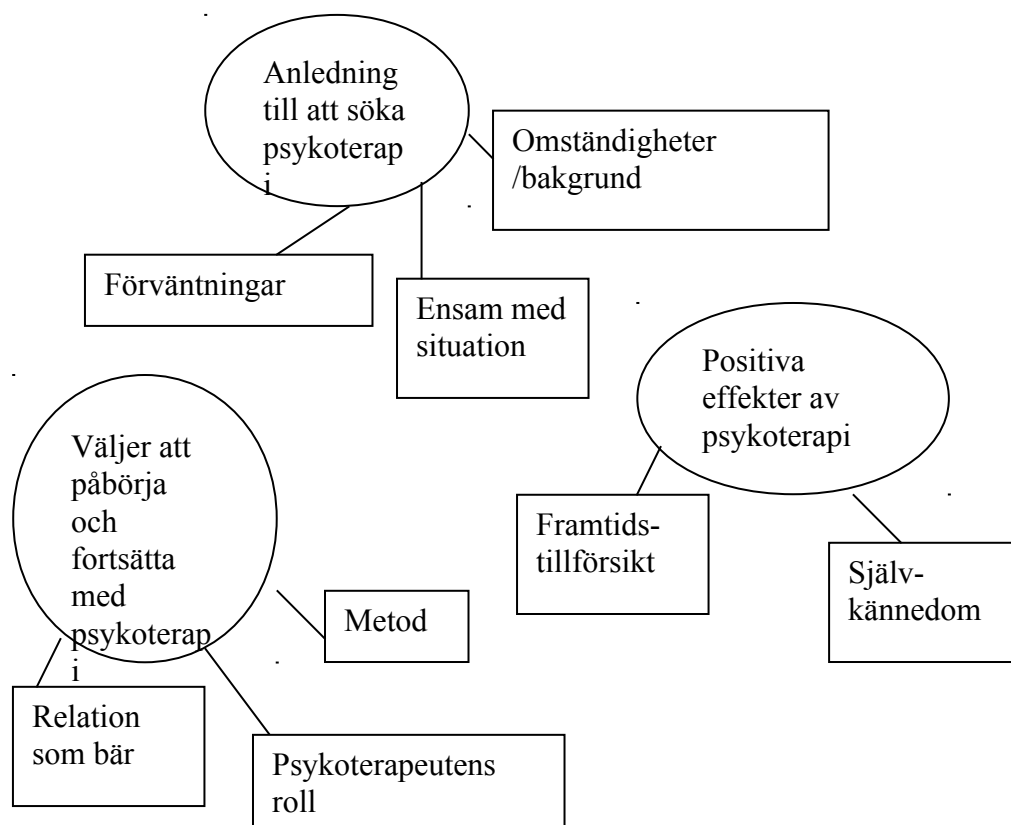 Anledning
till att söka
psykoterap
i
Omständigheter
/bakgrund
Förväntningar
Ensam med
situation
Positiva
effekter av
psykoterapi
Väljer att
påbörja
och
fortsätta
med
psykoterap
i
Framtids-
tillförsikt
Själv-
kännedom
Metod
Relation
som bär
Psykoterapeutens
roll